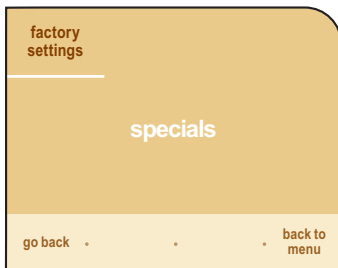 factory
settings
specials
go back
back to
menu